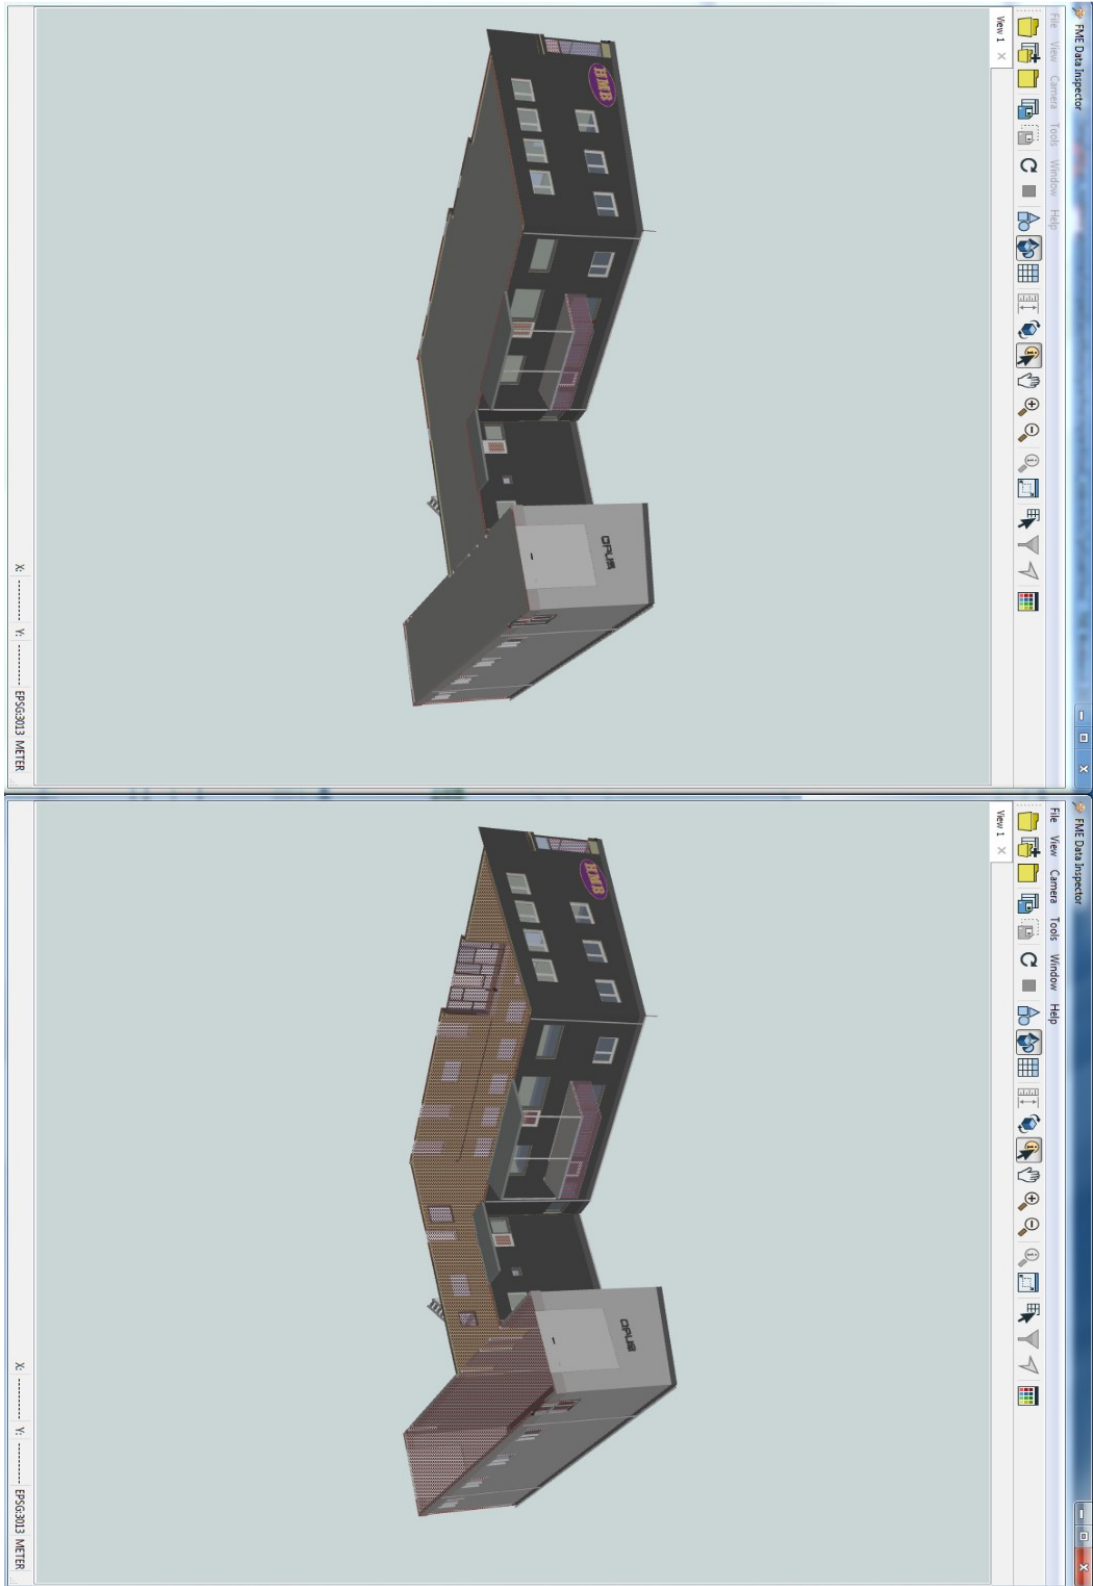 FME Data Inspector
File View Camera Tools Window Help
View 1
HMB
OPUS
X: Y: EPSG:3013 METER
FME Data Inspector
File View Camera Tools Window Help
View 1
HMB
OPUS
X: Y: EPSG:3013 METER